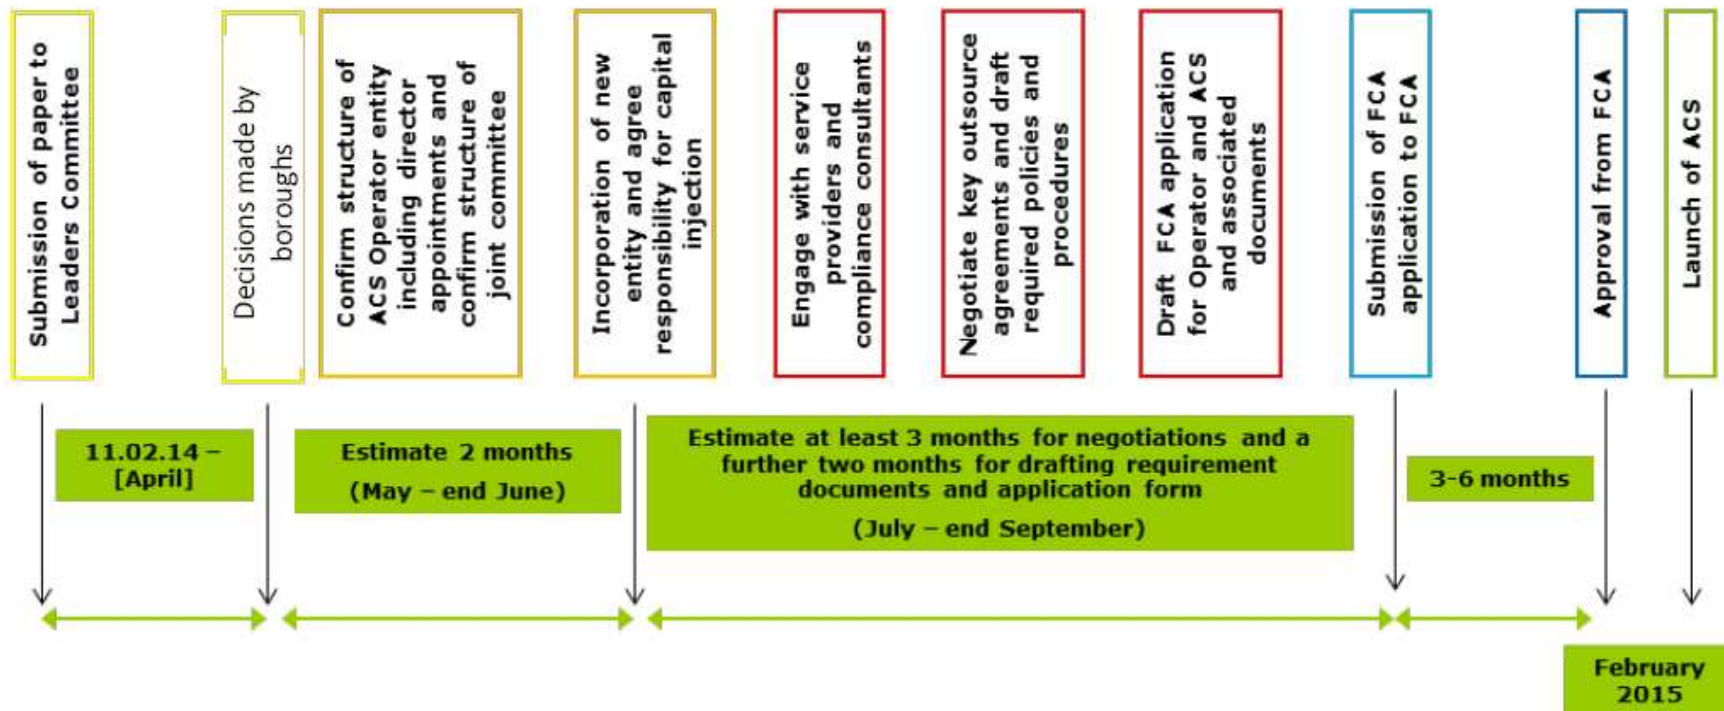 Submission of paper to
Leaders Committee
Decisions made by
boroughs
Confirm structure of
ACS Operator entity
including director
appointments and
confirm structure of
joint committee
Incorporation of new
entity and agree
responsibility for capital
injection
Engage with service
providers and
compliance consultants
Negotiate key outsource
agreements and draft
required policies and
procedures
Draft FCA application
for Operator and ACS
and associated
documents
Submission of FCA
application to FCA
Approval from FCA
Launch of ACS
11.02.14 –
[April]
Estimate 2 months
(May – end June)
Estimate at least 3 months for negotiations and a
further two months for drafting requirement
documents and application form
(July – end September)
3-6 months
February
2015